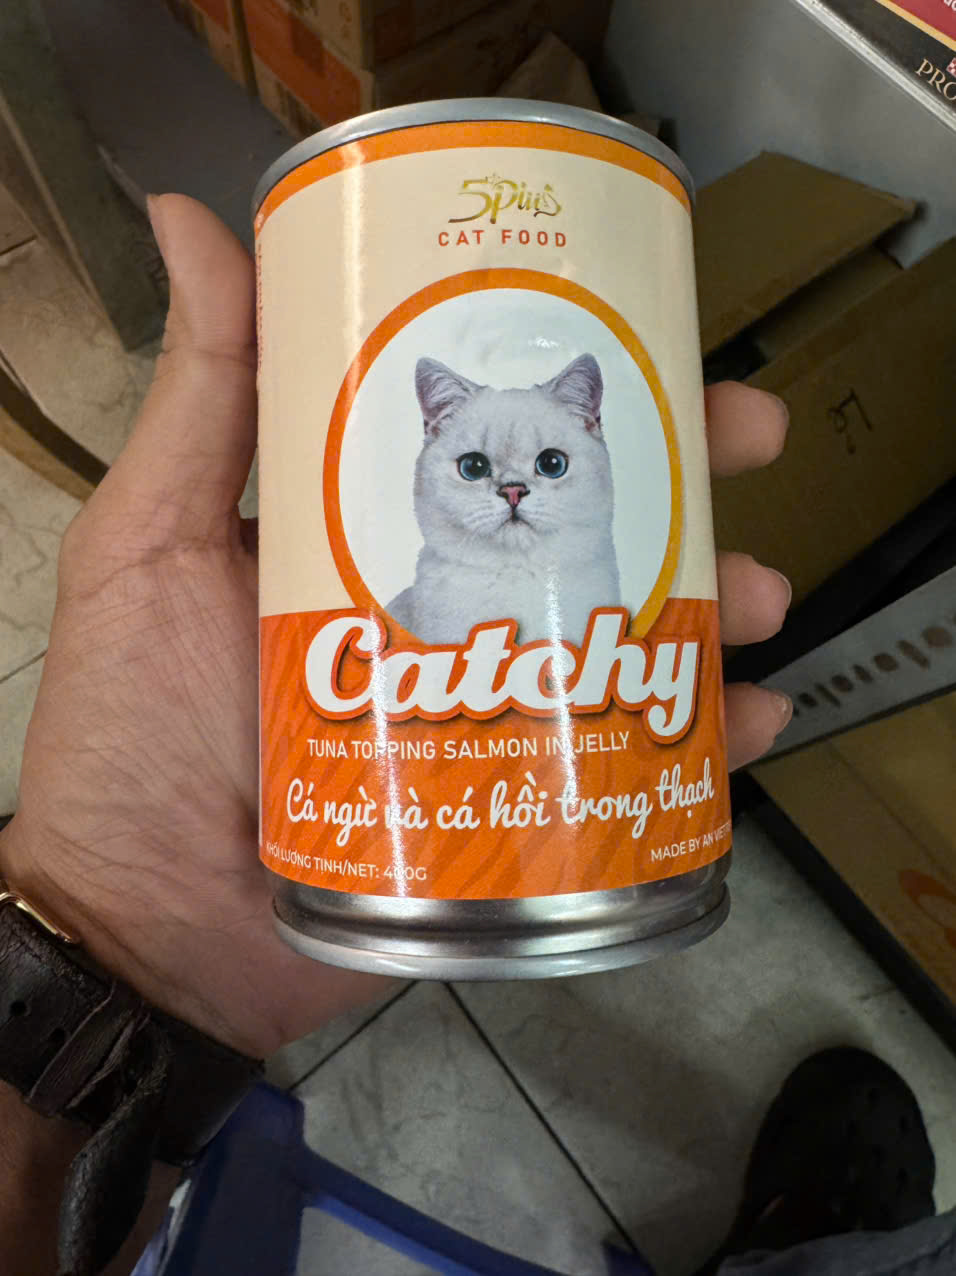 5Plus
CAT FOOD
Catchy
TUNA TOPPING SALMON IN JELLY
Cá ngừ và cá hồi trong thạch
KHỐI LƯỢNG TỊNH/NET: 400G
MADE BY AN VIET
PRO